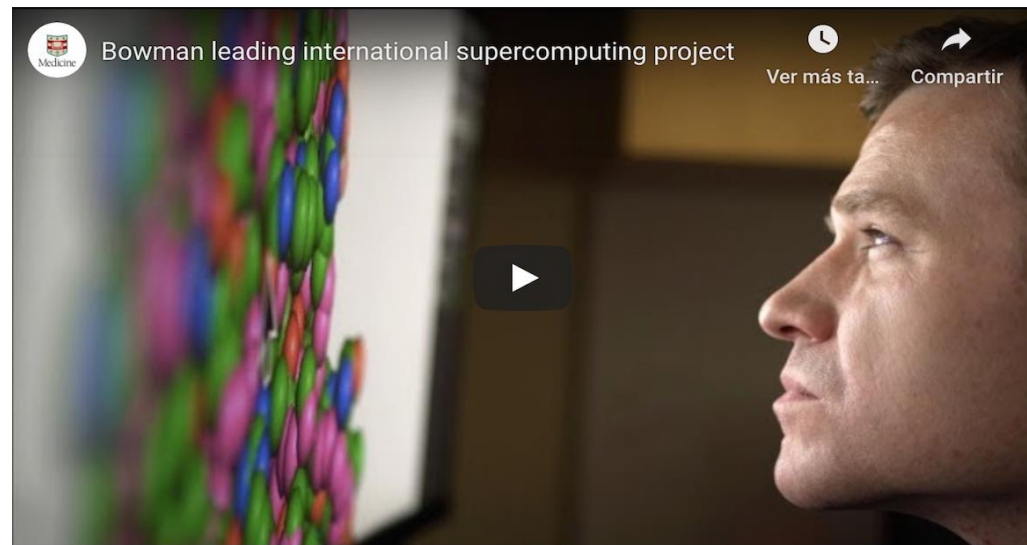 Bowman leading international supercomputing project
Ver más ta...
Compartir
Medicine